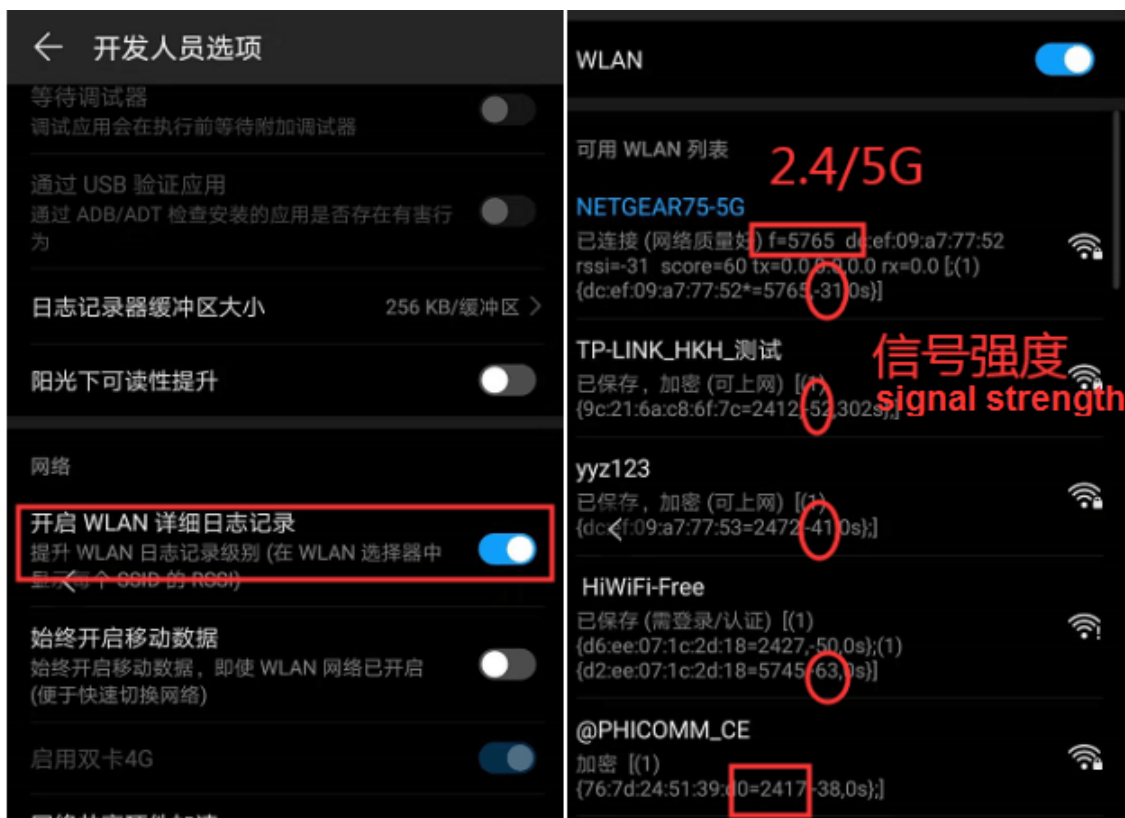 开发人员选项
等待调试器
调试应用会在执行前等待附加调试器
通过 USB 验证应用
通过 ADB/ADT 检查安装的应用是否存在有害行
为
日志记录器缓冲区大小
256 KB/缓冲区
阳光下可读性提升
网络
开启 WLAN 详细日志记录
提升 WLAN 日志记录级别 (在 WLAN 选择器中
显示每个 SSID 的 RSSI)
始终开启移动数据
始终开启移动数据，即使 WLAN 网络已开启
(便于快速切换网络)
启用双卡4G
WLAN
可用 WLAN 列表
2.4/5G
NETGEAR75-5G
已连接 (网络质量好) f=5765 dc:ef:09:a7:77:52
rssi=-31 score=60 tx=0.0,0.0,0.0 rx=0.0 [;(1)
{dc:ef:09:a7:77:52*=5765,-31,0s}]
TP-LINK_HKH_测试
信号强度
signal strength
已保存，加密 (可上网) [(1)
{9c:21:6a:c8:6f:7c=2412,-52,302s};]
yyz123
已保存，加密 (可上网) [(1)
{dc:ef:09:a7:77:53=2472,-41,0s};]
HiWiFi-Free
已保存 (需登录/认证) [(1)
{d6:ee:07:1c:2d:18=2427,-50,0s};(1)
{d2:ee:07:1c:2d:18=5745,-63,0s}]
@PHICOMM_CE
加密 [(1)
{76:7d:24:51:39:d0=2417,-38,0s};]